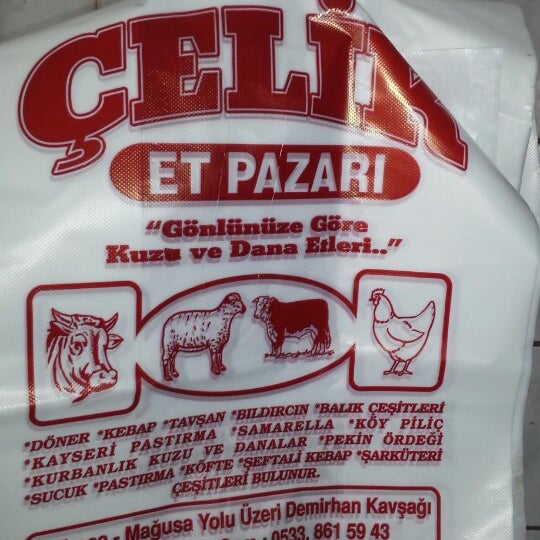 ÇELİK
ET PAZARI
“Gönlünüze Göre
Kuzu ve Dana Etleri..”
*DÖNER *KEBAP *TAVŞAN *BILDIRCIN *BALIK ÇEŞİTLERİ
*KAYSERİ PASTIRMA *SAMARELLA *KÖY PİLİÇ
*KURBANLIK KUZU VE DANALAR *PEKİN ÖRDEĞİ
*SUCUK *PASTIRMA *KÖFTE *ŞEFTALİ KEBAP *ŞARKÜTERİ
ÇEŞİTLERİ BULUNUR.
- Mağusa Yolu Üzeri Demirhan Kavşağı
0533. 861 59 43